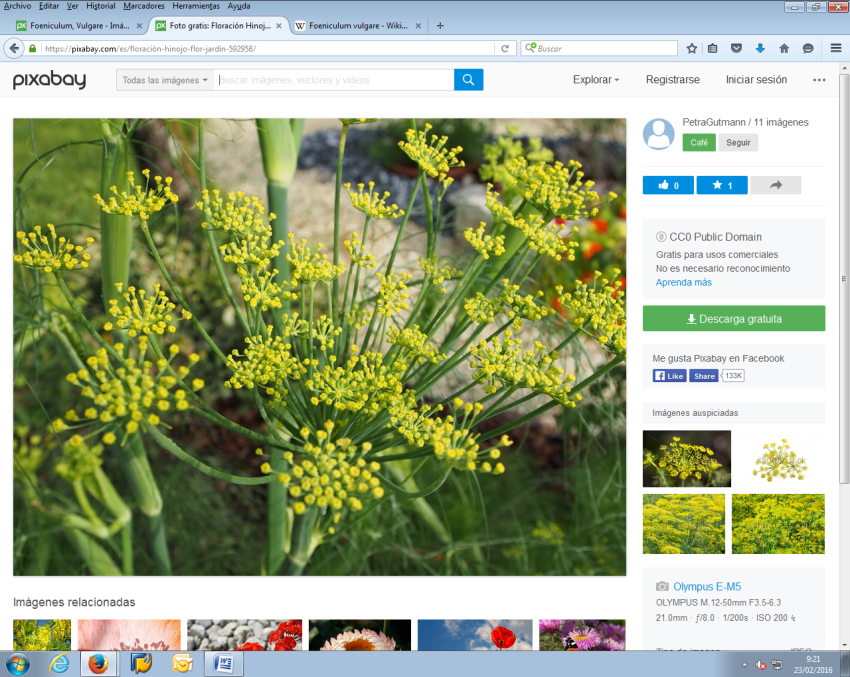 Archivo Editar Ver Historial Marcadores Herramientas Ayuda
Foeniculum, Vulgare - Imá...
Foto gratis: Floración Hinoj...
Foeniculum vulgare - Wiki...
https://pixabay.com/es/floración-hinojo-flor-jardín-592958/
Buscar
pixabay
Todas las imágenes
Buscar imágenes, vectores y videos
Explorar
Registrarse
Iniciar sesión
PetraGutmann / 11 imágenes
Café
Seguir
0
1
CC0 Public Domain
Gratis para usos comerciales
No es necesario reconocimiento
Aprenda más
Descarga gratuita
Me gusta Pixabay en Facebook
Like
Share
133K
Imágenes auspiciadas
Olympus E-M5
OLYMPUS M.12-50mm F3.5-6.3
21.0mm · ƒ/8.0 · 1/200s · ISO 200
Imágenes relacionadas
9:21
23/02/2016